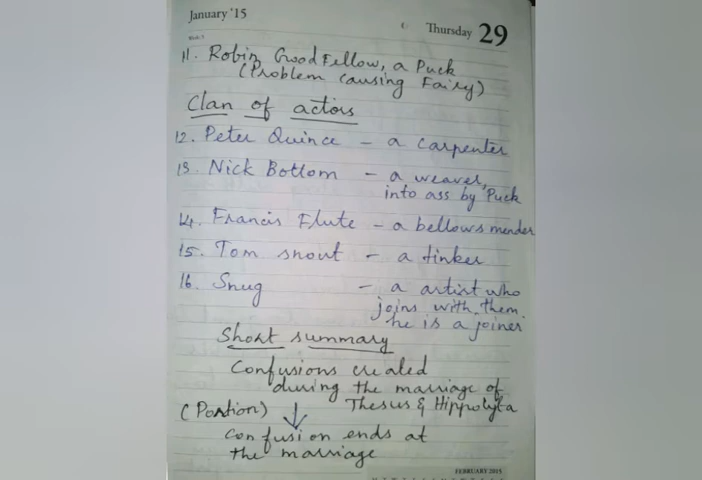 January '15
Thursday 29
11. Robin GoodFellow, a Puck
(Problem causing Fairy)
Clan of actors
12. Peter Quince - a carpenter
13. Nick Bottom - a weaver,
into ass by Puck
14. Francis Flute - a bellows mender
15. Tom snout - a tinker
16. Snug - a artist who
joins with them.
he is a joiner
Short summary
Confusions created
during the marriage of
Thesus & Hippolyta
(Portion) ↓
confusion ends at
the marriage
FEBRUARY 2015